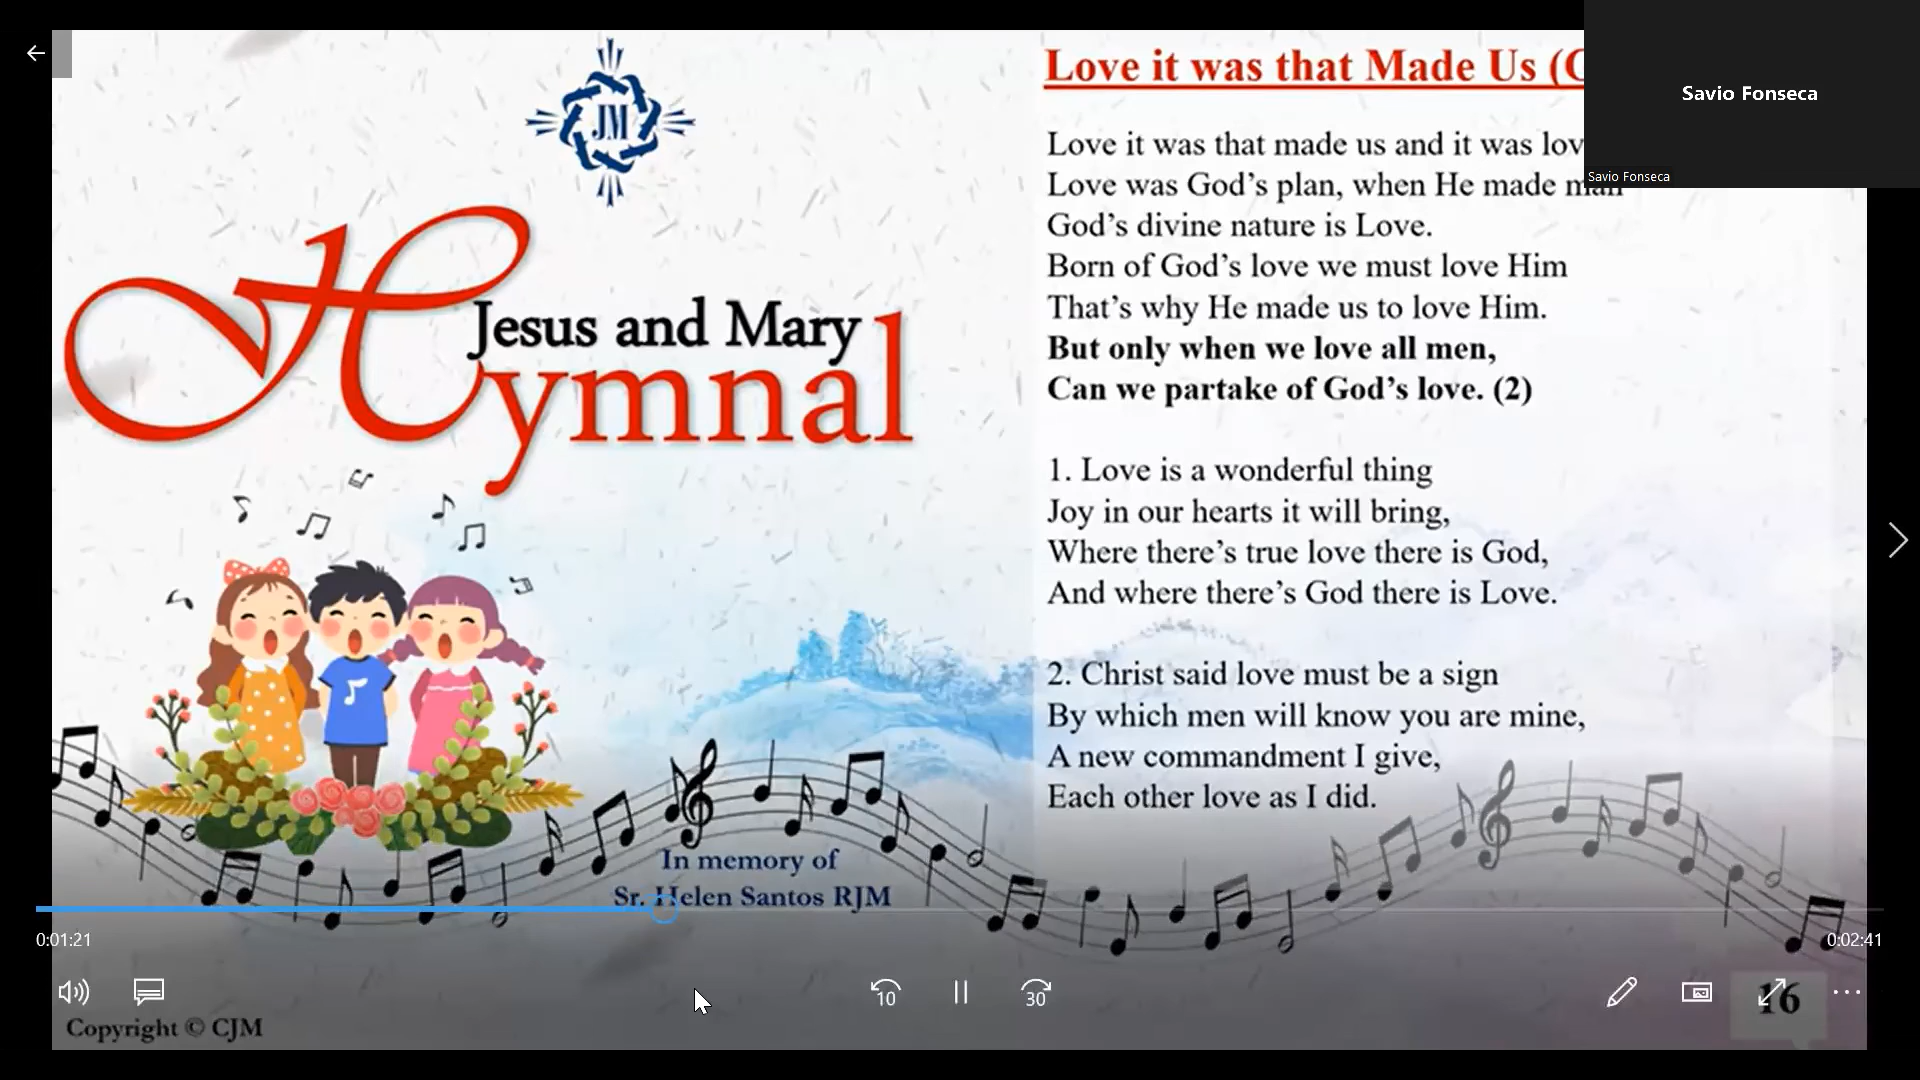 JM
Jesus and Mary
Hymnal
In memory of
Sr. Helen Santos RJM
Love it was that Made Us (
Love it was that made us and it was
Love was God's plan, when He made man
God's divine nature is Love.
Born of God's love we must love Him
That's why He made us to love Him.
But only when we love all men,
Can we partake of God's love. (2)
1. Love is a wonderful thing
Joy in our hearts it will bring,
Where there's true love there is God,
And where there's God there is Love.
2. Christ said love must be a sign
By which men will know you are mine,
A new commandment I give,
Each other love as I did.
Savio Fonseca
Savio Fonseca
0:01:21
0:02:41
10
30
16
Copyright © CJM